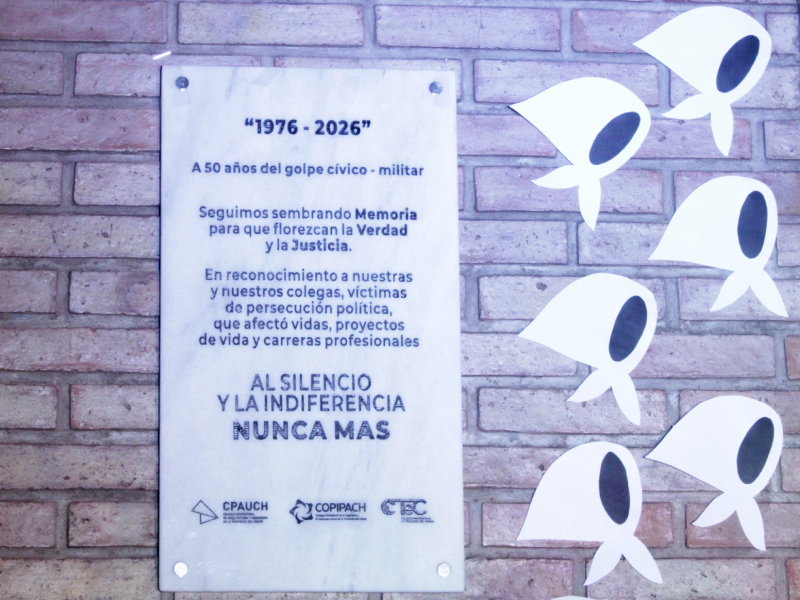 “1976 - 2026”
A 50 años del golpe cívico - militar
Seguimos sembrando Memoria
para que florezcan la Verdad
y la Justicia.
En reconocimiento a nuestras
y nuestros colegas, víctimas
de persecución política,
que afectó vidas, proyectos
de vida y carreras profesionales
AL SILENCIO
Y LA INDIFERENCIA
NUNCA MAS
CPAUCH
COPIPACH